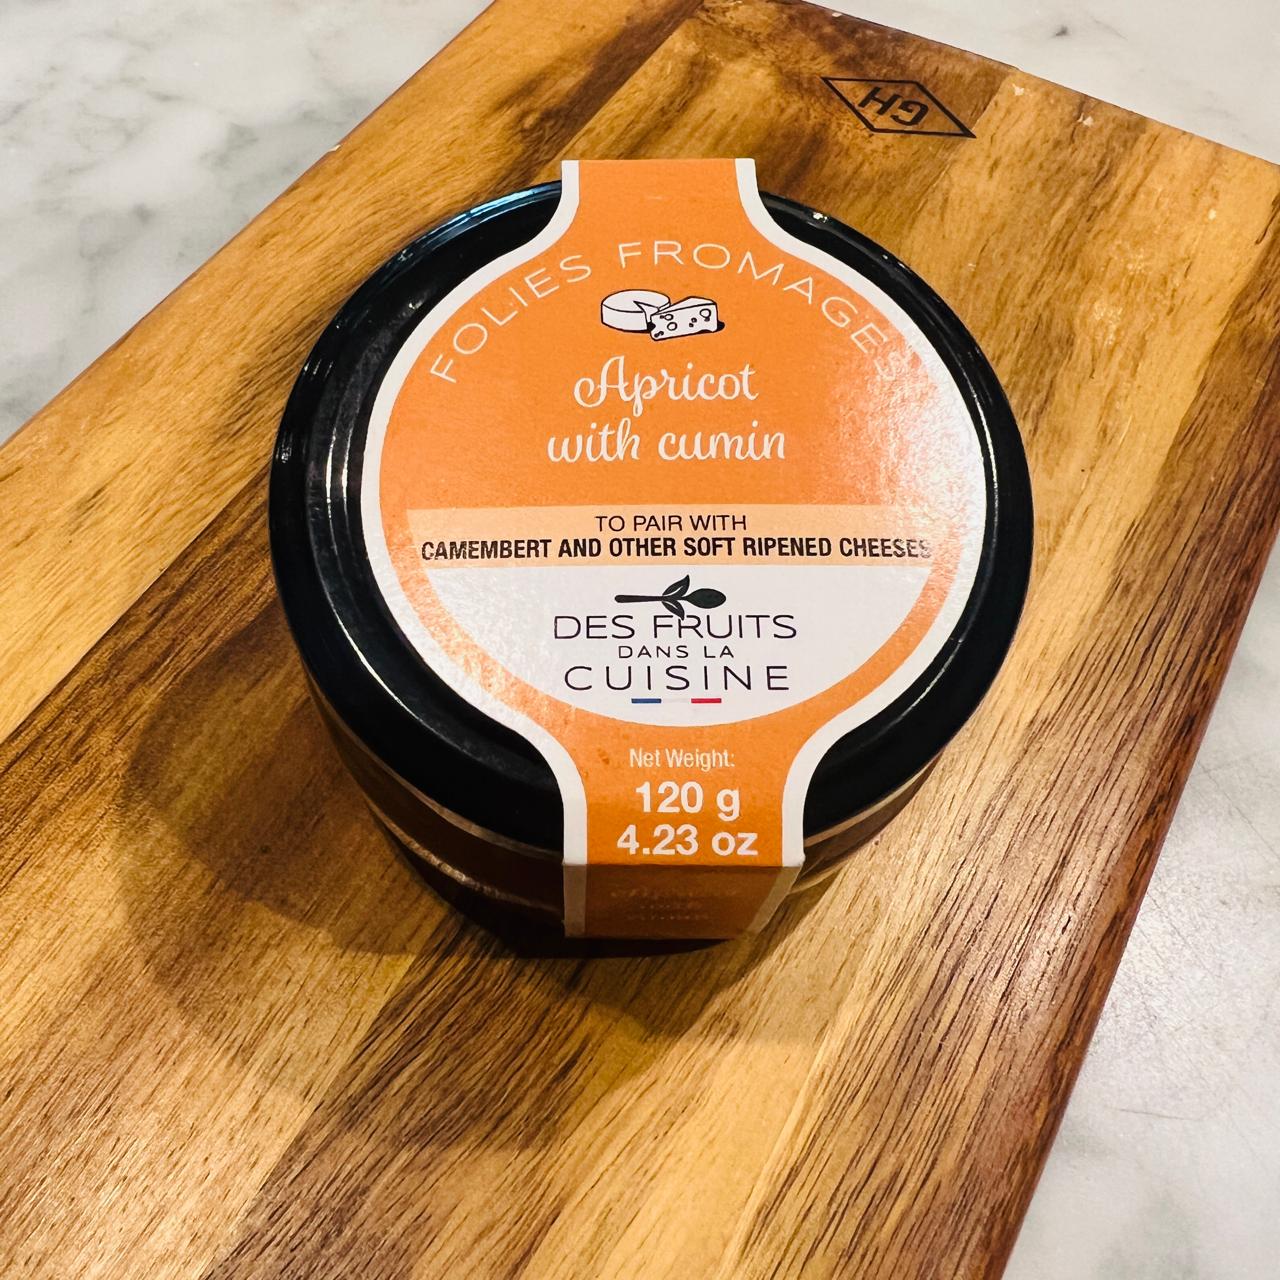 GH
FOLIES FROMAGES
Apricot
with cumin
TO PAIR WITH
CAMEMBERT AND OTHER SOFT RIPENED CHEESES
DES FRUITS
DANS LA
CUISINE
Net Weight:
120 g
4.23 oz